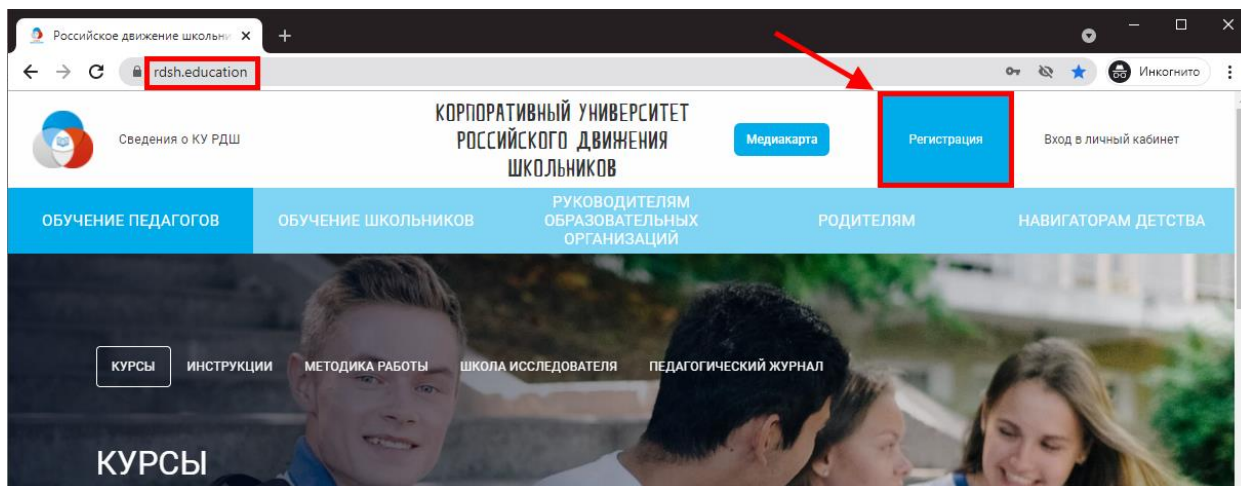 Российское движение школьни
rdsh.education
Инкогнито
Сведения о КУ РДШ
КОРПОРАТИВНЫЙ УНИВЕРСИТЕТ
РОССИЙСКОГО ДВИЖЕНИЯ
ШКОЛЬНИКОВ
Медиакарта
Регистрация
Вход в личный кабинет
ОБУЧЕНИЕ ПЕДАГОГОВ
ОБУЧЕНИЕ ШКОЛЬНИКОВ
РУКОВОДИТЕЛЯМ
ОБРАЗОВАТЕЛЬНЫХ
ОРГАНИЗАЦИЙ
РОДИТЕЛЯМ
НАВИГАТОРАМ ДЕТСТВА
КУРСЫ ИНСТРУКЦИИ МЕТОДИКА РАБОТЫ ШКОЛА ИССЛЕДОВАТЕЛЯ ПЕДАГОГИЧЕСКИЙ ЖУРНАЛ
КУРСЫ